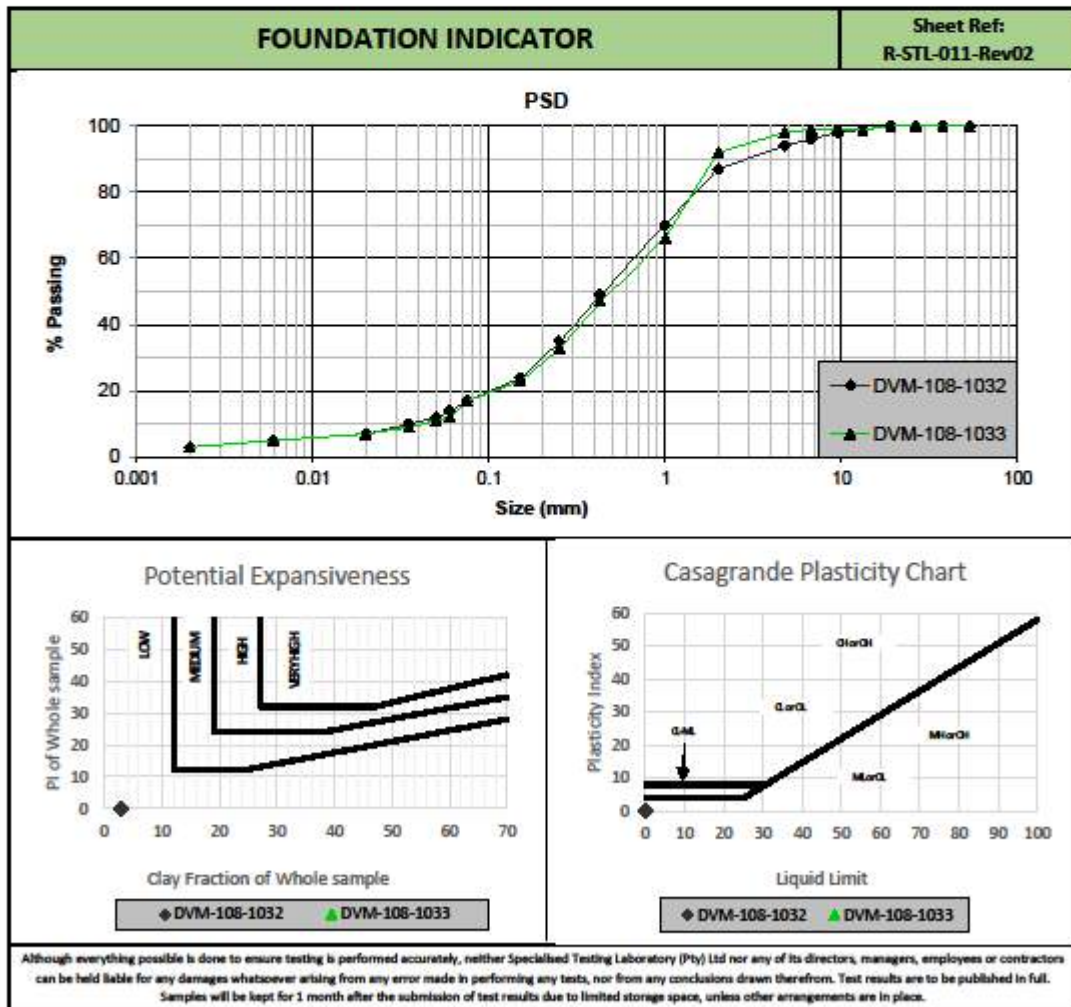 FOUNDATION INDICATOR
Sheet Ref:
R-STL-011-Rev02
PSD
100
80
60
40
20
0
% Passing
0.001
0.01
0.1
1
10
100
Size (mm)
DVM-108-1032
DVM-108-1033
Potential Expansiveness
60
50
40
30
20
10
0
PI of Whole sample
LOW
MEDIUM
HIGH
VERY HIGH
0 10 20 30 40 50 60 70
Clay Fraction of Whole sample
DVM-108-1032 DVM-108-1033
Casagrande Plasticity Chart
60
50
40
30
20
10
0
Plasticity Index
0 10 20 30 40 50 60 70 80 90 100
Liquid Limit
DVM-108-1032 DVM-108-1033
Although everything possible is done to ensure testing is performed accurately, neither Specialised Testing Laboratory (Pty) Ltd nor any of its directors, managers, employees or contractors
can be held liable for any damages whatsoever arising from any error made in performing any tests, nor from any conclusions drawn therefrom. Test results are to be published in full.
Samples will be kept for 1 month after the submission of test results due to limited storage space, unless other arrangements are in place.